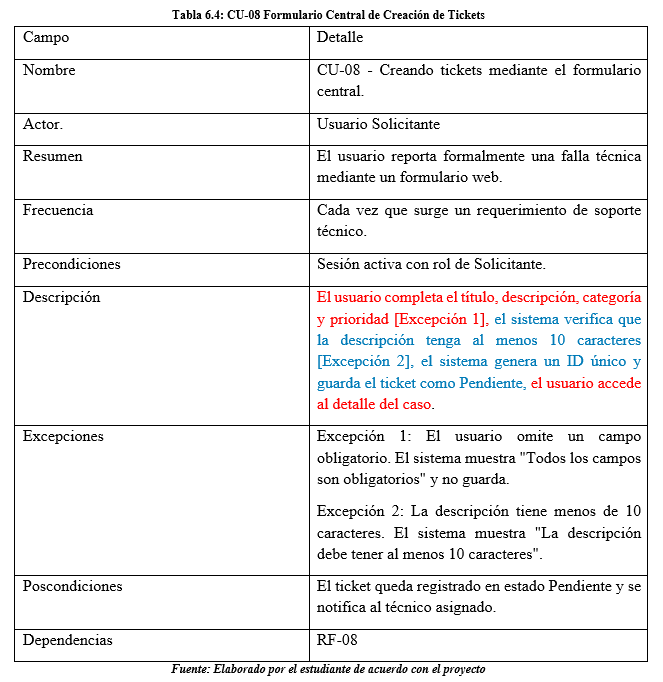 Tabla 6.4: CU-08 Formulario Central de Creación de Tickets
Campo
Detalle
Nombre
CU-08 - Creando tickets mediante el formulario
central.
Actor.
Usuario Solicitante
Resumen
El usuario reporta formalmente una falla técnica
mediante un formulario web.
Frecuencia
Cada vez que surge un requerimiento de soporte
técnico.
Precondiciones
Sesión activa con rol de Solicitante.
Descripción
El usuario completa el título, descripción, categoría
y prioridad [Excepción 1], el sistema verifica que
la descripción tenga al menos 10 caracteres
[Excepción 2], el sistema genera un ID único y
guarda el ticket como Pendiente, el usuario accede
al detalle del caso.
Excepciones
Excepción 1: El usuario omite un campo
obligatorio. El sistema muestra "Todos los campos
son obligatorios" y no guarda.
Excepción 2: La descripción tiene menos de 10
caracteres. El sistema muestra "La descripción
debe tener al menos 10 caracteres".
Poscondiciones
El ticket queda registrado en estado Pendiente y se
notifica al técnico asignado.
Dependencias
RF-08
Fuente: Elaborado por el estudiante de acuerdo con el proyecto